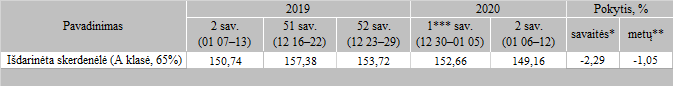 Pavadinimas 2019 2020 Pokytis, %
2 sav. 51 sav. 52 sav. 1*** sav. 2 sav. savaitės* metų**
(01 07–13) (12 16–22) (12 23–29) (12 30–01 05) (01 06–12)
Išdarinėta skerdenėlė (A klasė, 65%) 150,74 157,38 153,72 152,66 149,16 -2,29 -1,05